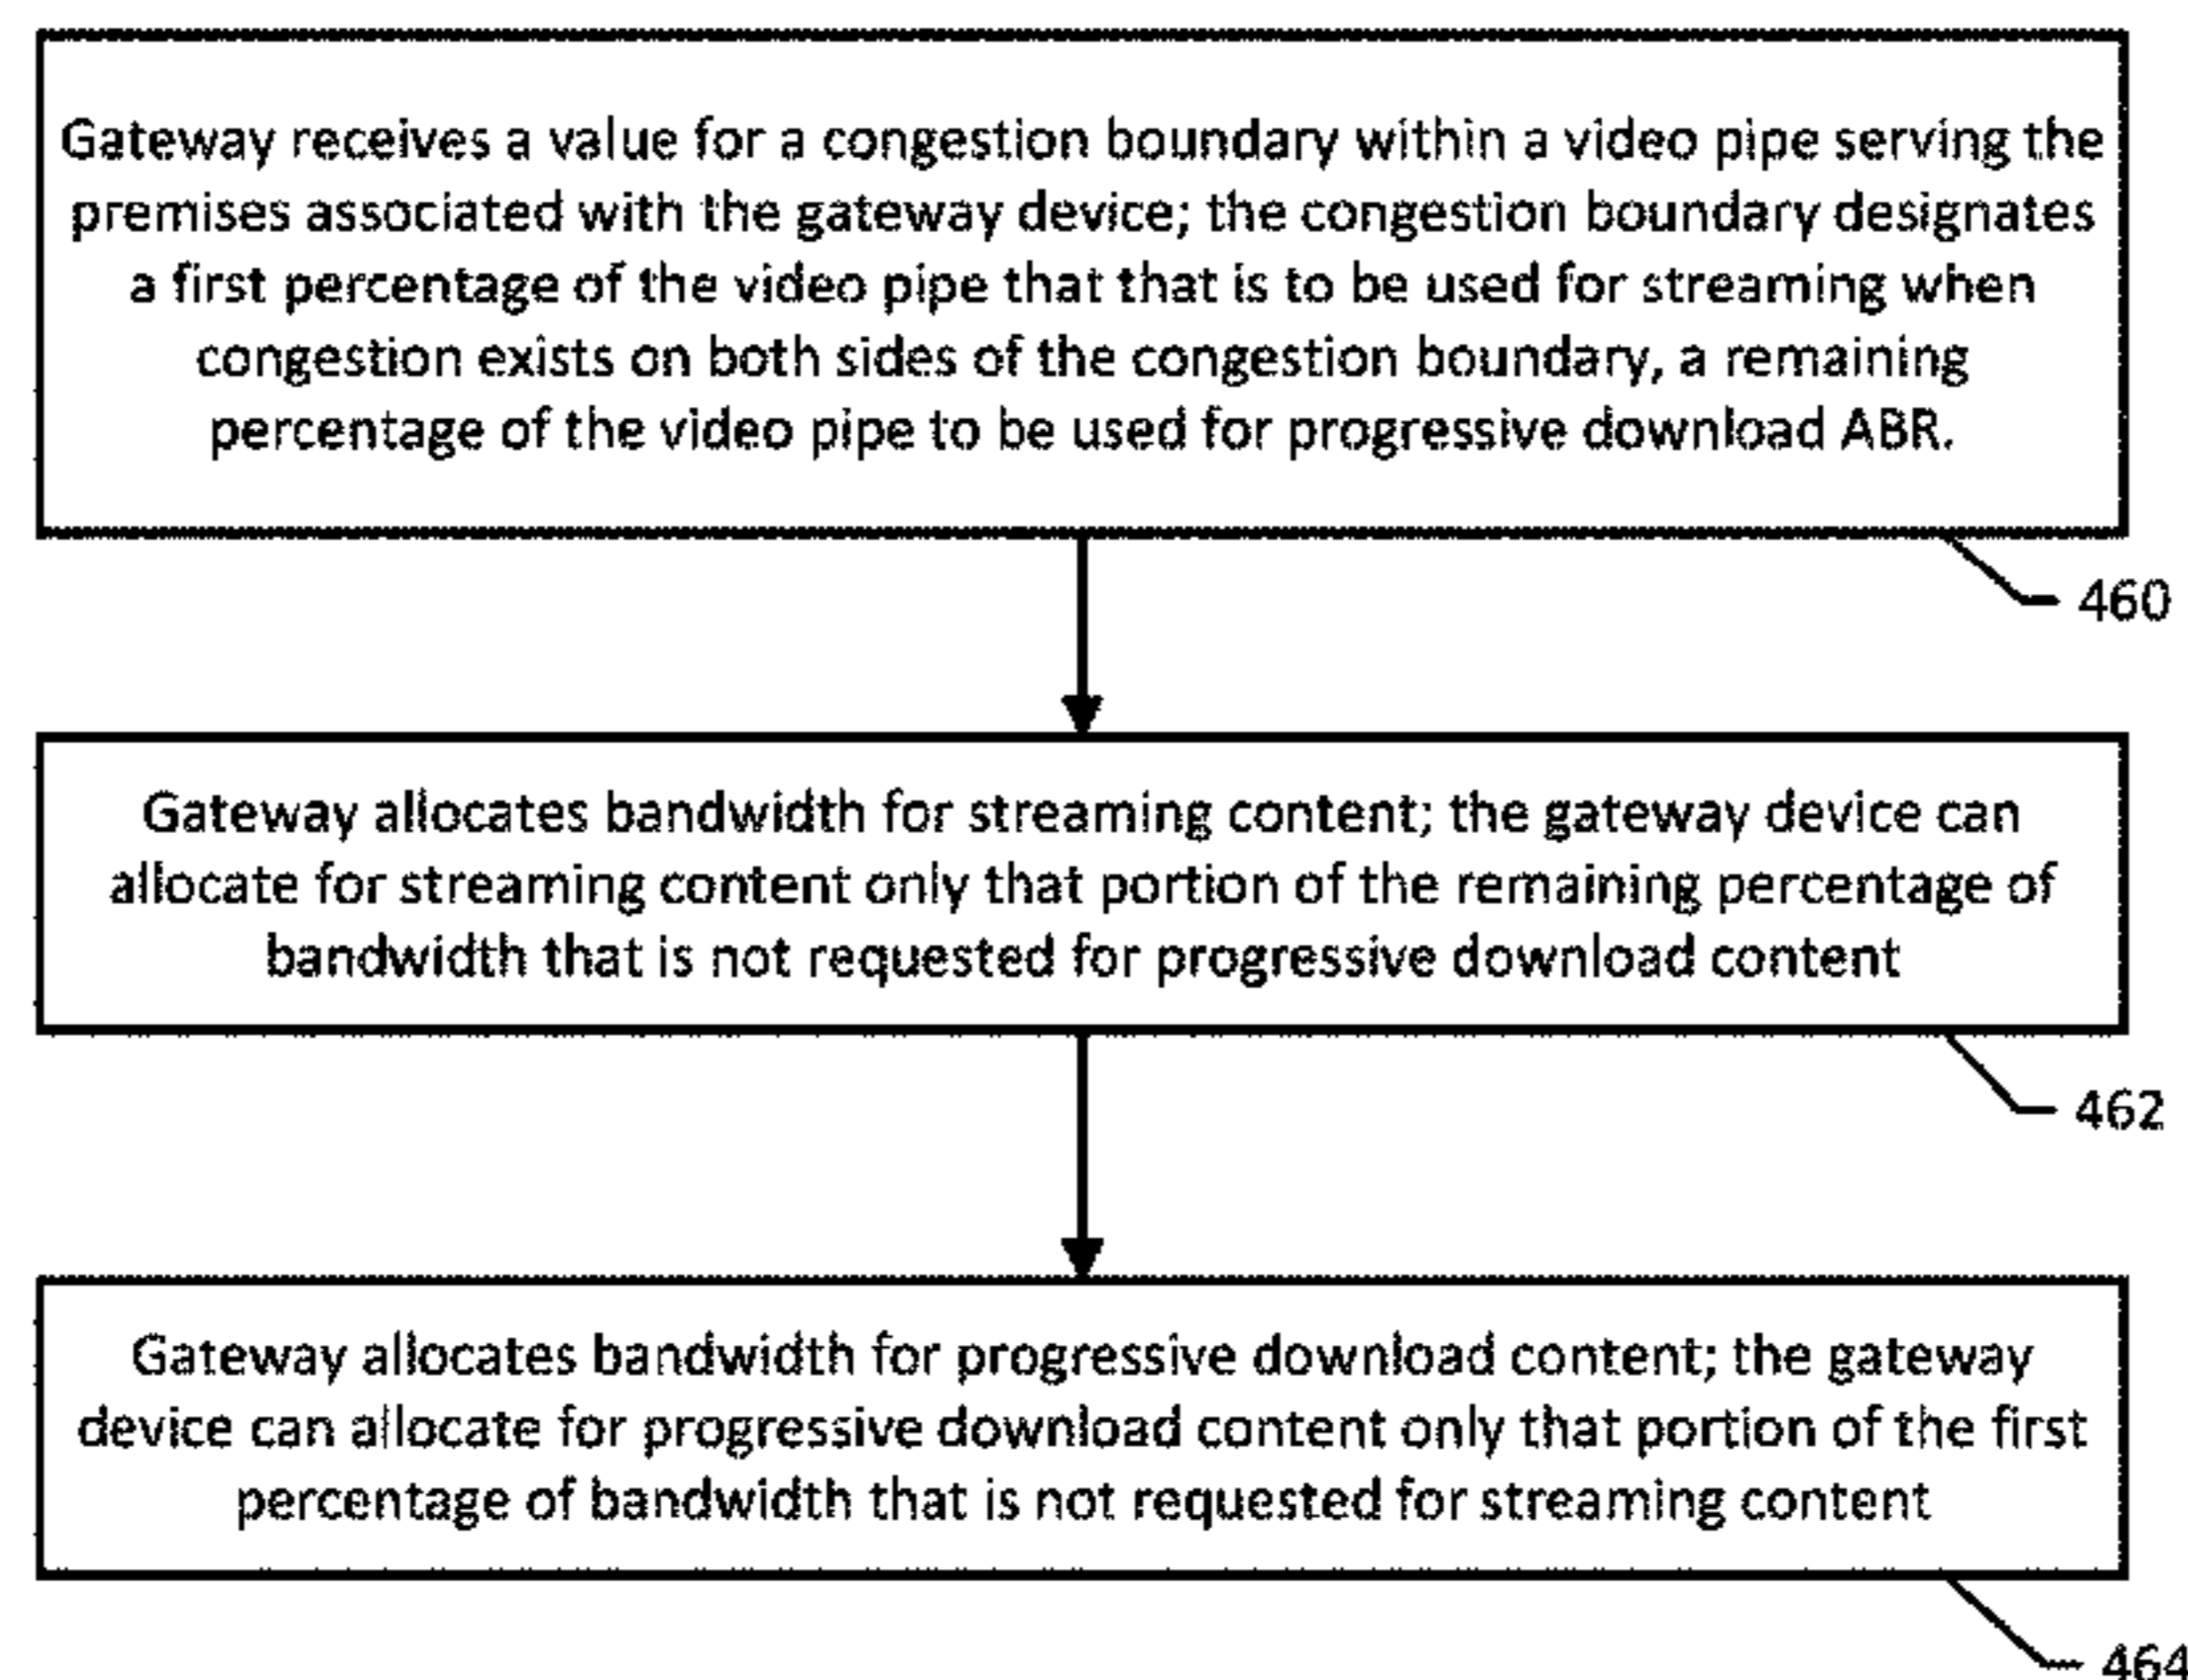 Gateway receives a value for a congestion boundary within a video pipe serving the
premises associated with the gateway device; the congestion boundary designates
a first percentage of the video pipe that that is to be used for streaming when
congestion exists on both sides of the congestion boundary, a remaining
percentage of the video pipe to be used for progressive download ABR.
460
Gateway allocates bandwidth for streaming content; the gateway device can
allocate for streaming content only that portion of the remaining percentage of
bandwidth that is not requested for progressive download content
462
Gateway allocates bandwidth for progressive download content; the gateway
device can allocate for progressive download content only that portion of the first
percentage of bandwidth that is not requested for streaming content
464